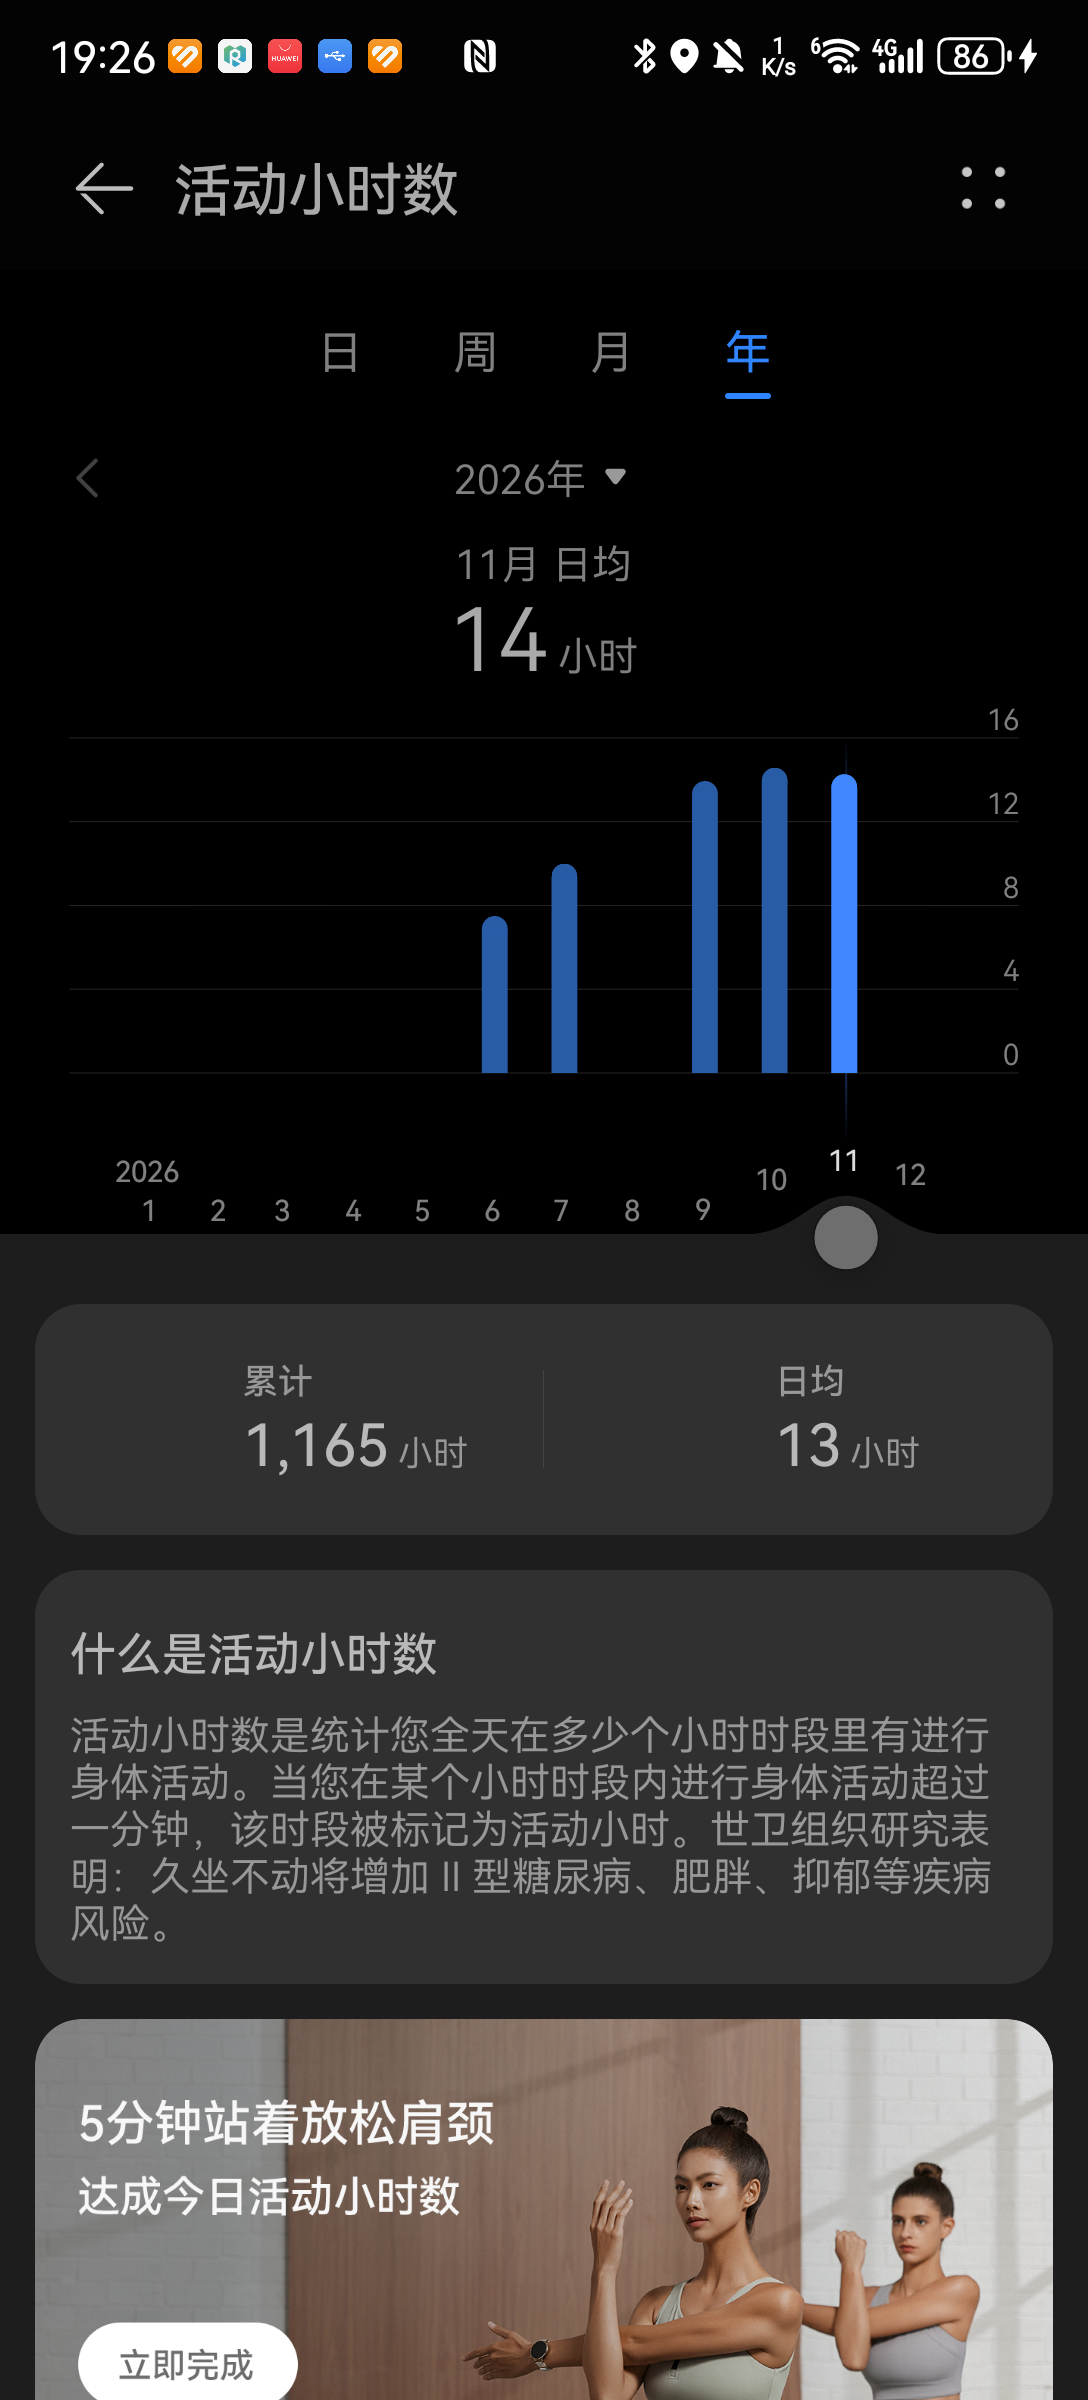 19:26
HUAWEI
1 K/s
6
4G
86
活动小时数
日 周 月 年
2026年
11月 日均
14 小时
16
12
8
4
0
2026
1 2 3 4 5 6 7 8 9 10 11 12
累计 日均
1,165 小时 13 小时
什么是活动小时数
活动小时数是统计您全天在多少个小时时段里有进行
身体活动。当您在某个小时时段内进行身体活动超过
一分钟，该时段被标记为活动小时。世卫组织研究表
明：久坐不动将增加 II 型糖尿病、肥胖、抑郁等疾病
风险。
5分钟站着放松肩颈
达成今日活动小时数
立即完成